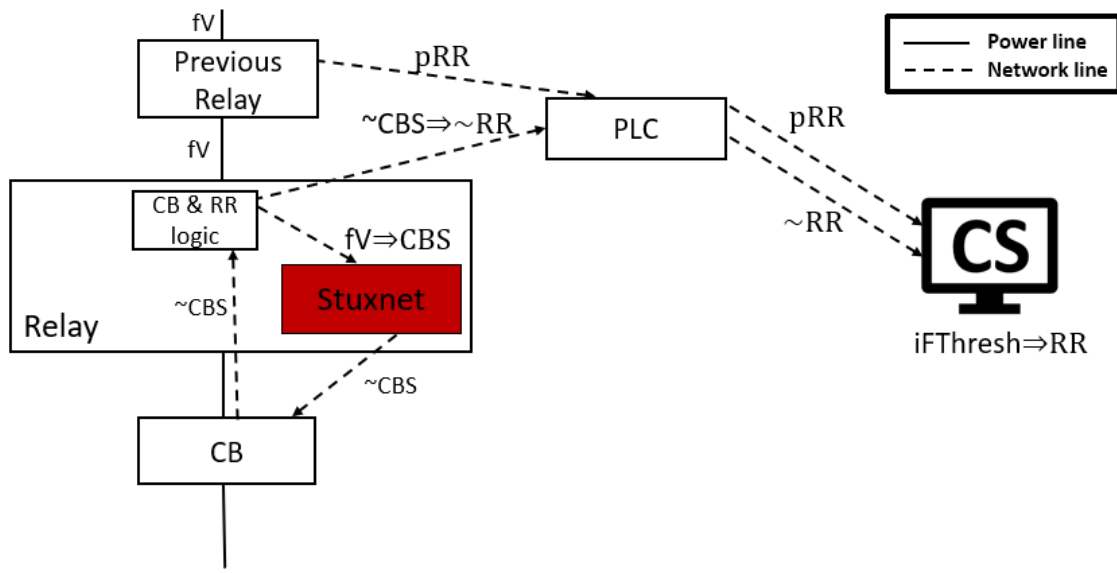 fV
Previous
Relay
pRR
Power line
Network line
~CBS⇒~RR
PLC
pRR
fV
CB & RR
logic
fV⇒CBS
~RR
CS
Stuxnet
~CBS
Relay
iFThresh⇒RR
~CBS
CB